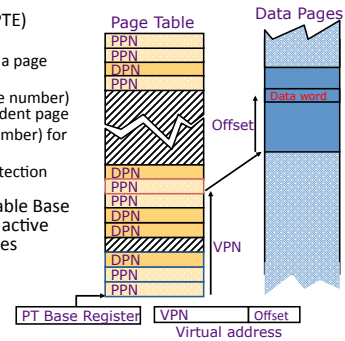 PTE)
a page
e number)
dent page
mber) for
tection
able Base
active
es
Page Table
PPN
PPN
DPN
PPN
DPN
PPN
PPN
DPN
DPN
DPN
PPN
PPN
Data Pages
Data word
Offset
VPN
PT Base Register
VPN
Offset
Virtual address